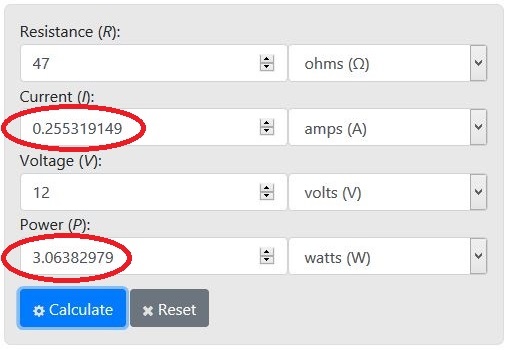 Resistance (R):
47 ohms (Ω)
Current (I):
0.255319149 amps (A)
Voltage (V):
12 volts (V)
Power (P):
3.06382979 watts (W)
Calculate Reset